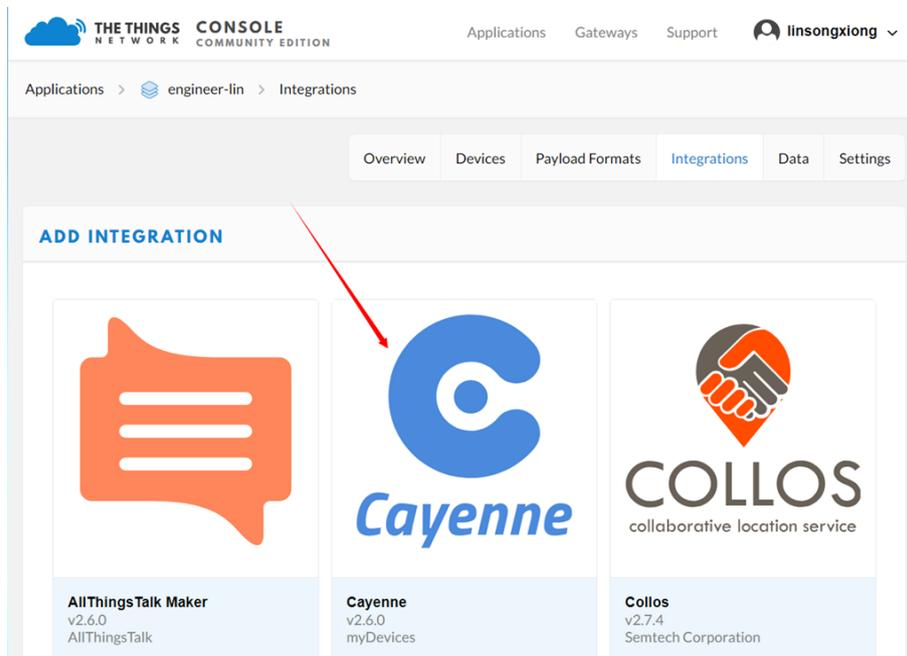 THE THINGS NETWORK CONSOLE COMMUNITY EDITION
Applications Gateways Support linsongxiong
Applications > engineer-lin > Integrations
Overview Devices Payload Formats Integrations Data Settings
ADD INTEGRATION
Cayenne
COLLOS
collaborative location service
AllThingsTalk Maker
v2.6.0
AllThingsTalk
Cayenne
v2.6.0
myDevices
Collos
v2.7.4
Semtech Corporation